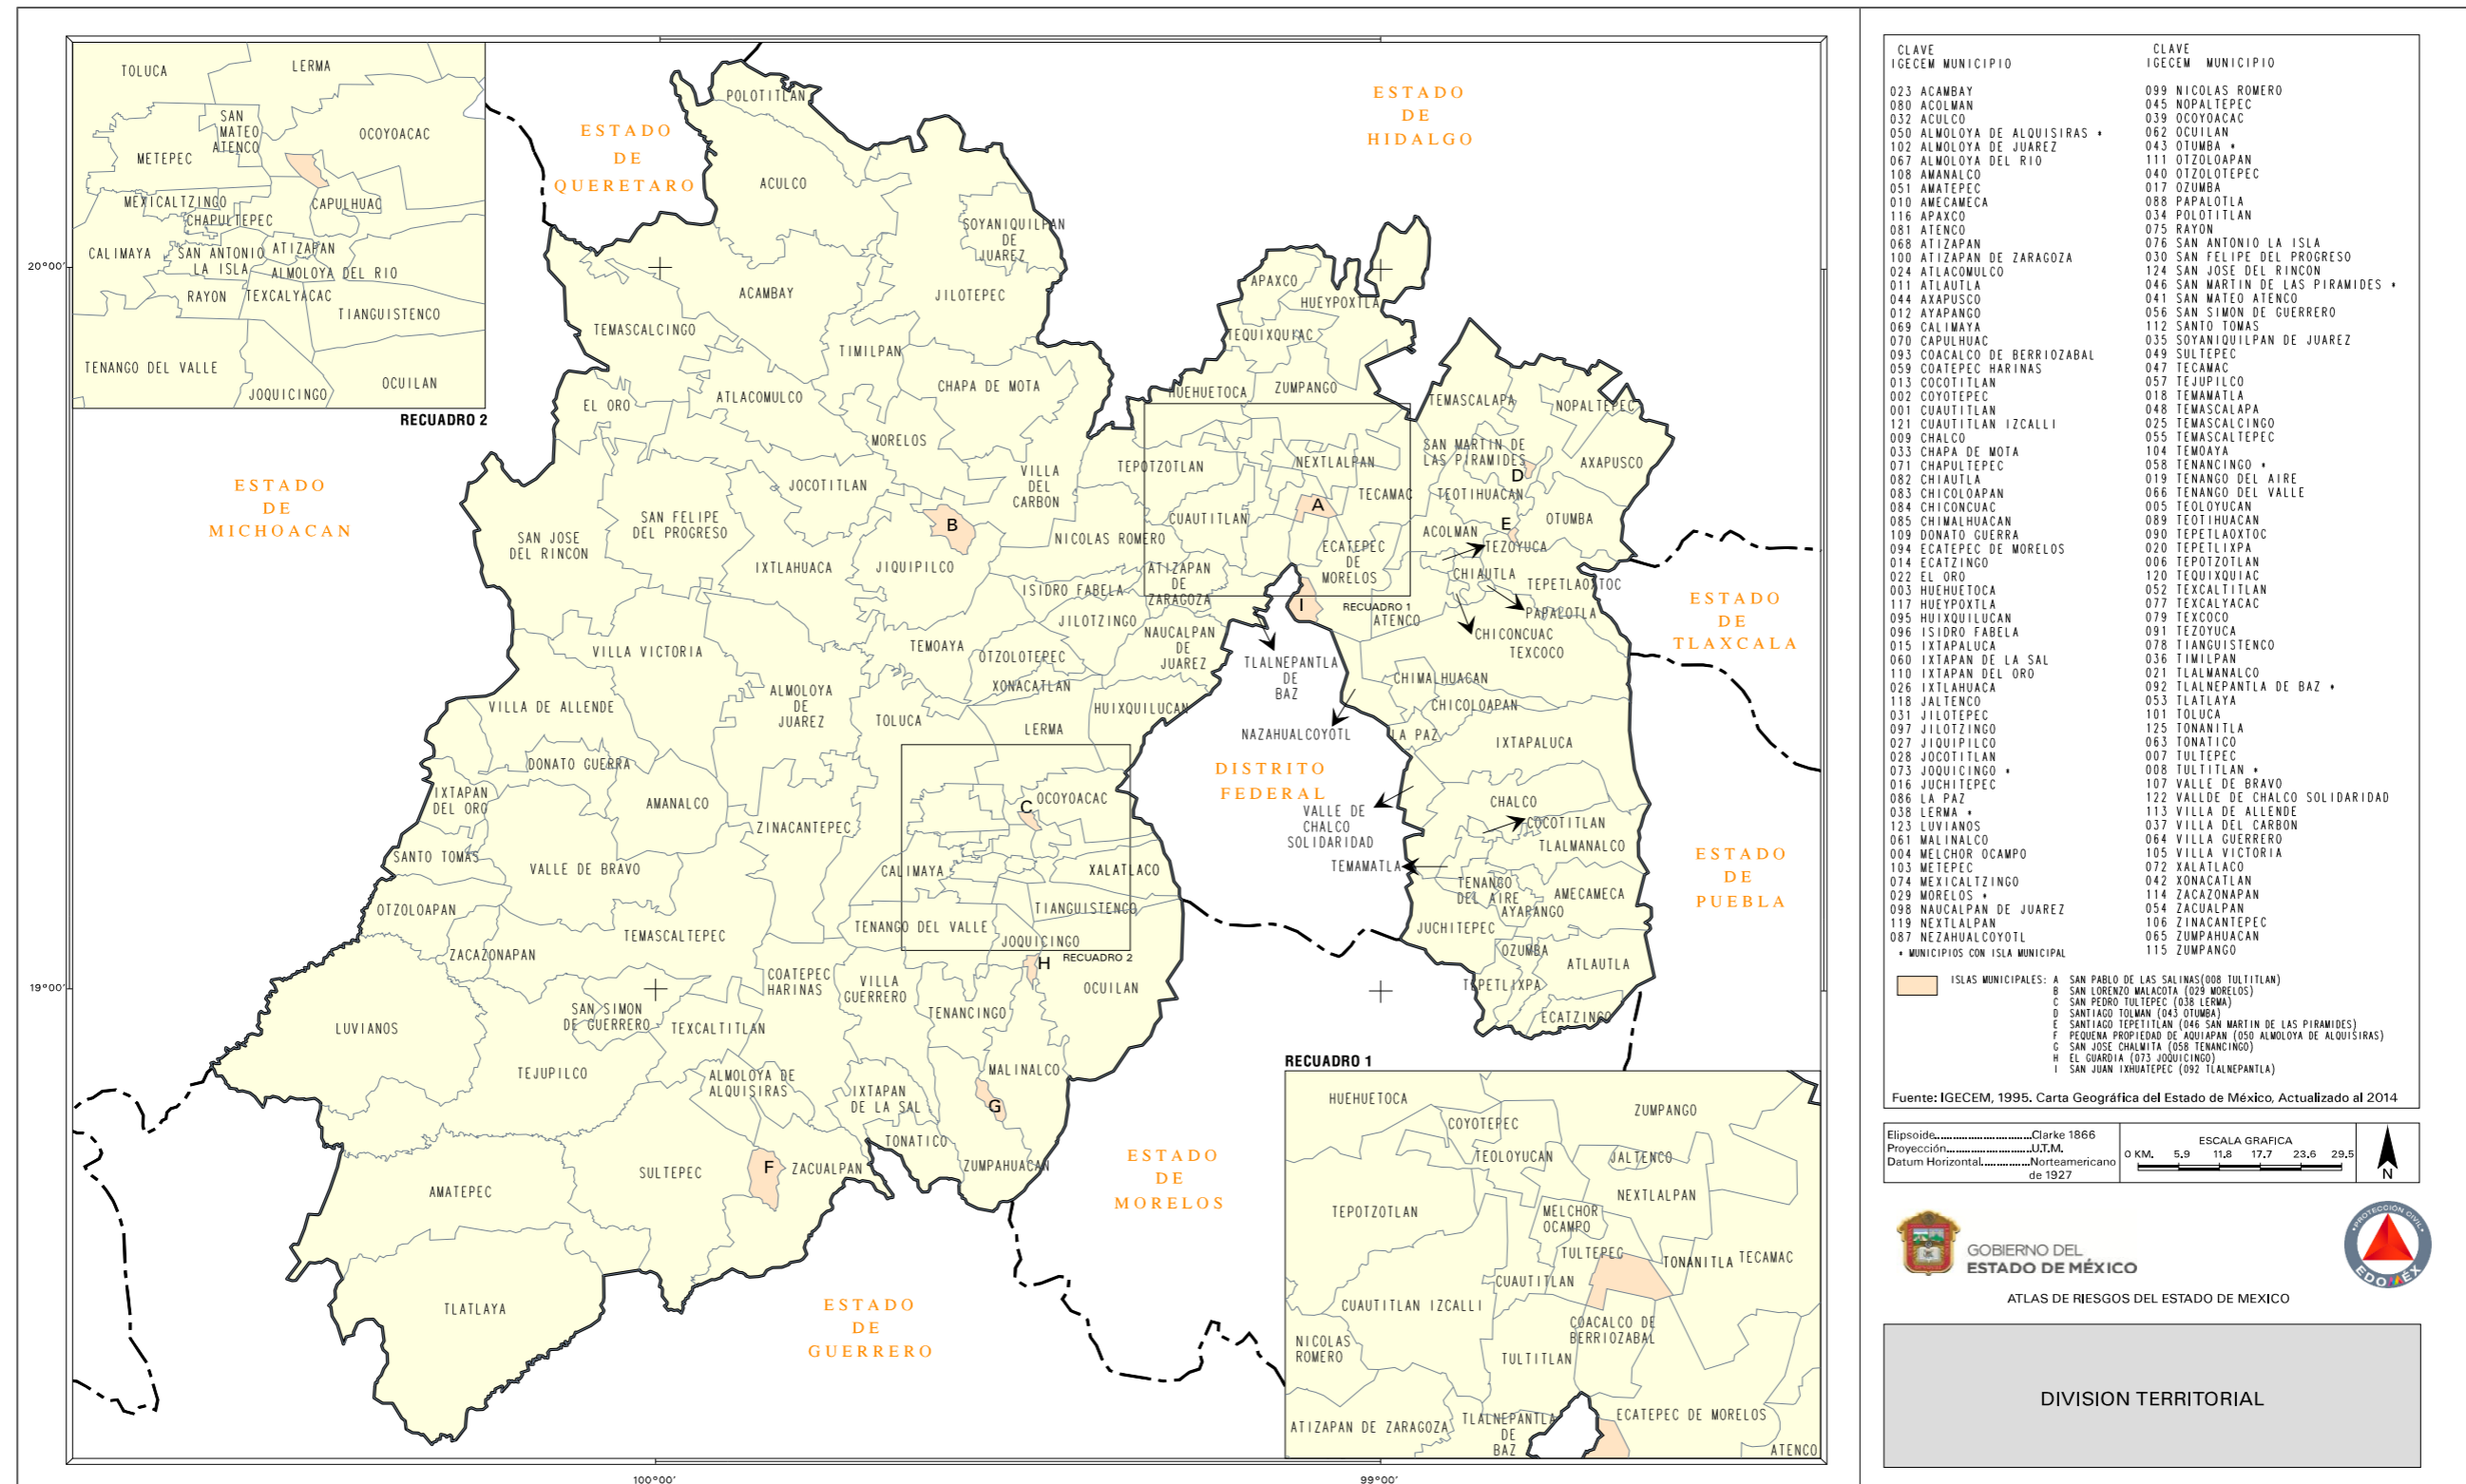 TOLUCA
LERMA
SAN
MATEO
ATENCO
OCOYOACAC
METEPEC
MEXICALTZINGO
CAPULHUAC
CHAPULTEPEC
CALIMAYA
SAN ANTONIO
LA ISLA
ATIZAPAN
ALMOLOYA DEL RIO
RAYON
TEXCALYACAC
TIANGUISTENCO
TENANGO DEL VALLE
JOQUICINGO
OCUILAN
RECUADRO 2
ESTADO
DE
QUERETARO
ESTADO
DE
HIDALGO
ESTADO
DE
MICHOACAN
ESTADO
DE
TLAXCALA
DISTRITO
FEDERAL
ESTADO
DE
PUEBLA
ESTADO
DE
MORELOS
ESTADO
DE
GUERRERO
20°00'
19°00'
100°00'
99°00'
POLOTITLAN
ACULCO
SOYANIQUILPAN
DE
JUAREZ
ACAMBAY
JILOTEPEC
TEMASCALCINGO
TIMILPAN
CHAPA DE MOTA
ATLACOMULCO
EL ORO
MORELOS
VILLA
DEL
CARBON
JOCOTITLAN
SAN FELIPE
DEL PROGRESO
SAN JOSE
DEL RINCON
B
NICOLAS ROMERO
IXTLAHUACA
JIQUIPILCO
ISIDRO FABELA
JILOTZINGO
ATIZAPAN
DE
ZARAGOZA
NAUCALPAN
DE
JUAREZ
VILLA VICTORIA
TEMOAYA
OTZOLOTEPEC
XONACATLAN
ALMOLOYA
DE
JUAREZ
TOLUCA
LERMA
HUIXQUILUCAN
VILLA DE ALLENDE
DONATO GUERRA
IXTAPAN
DEL ORO
AMANALCO
ZINACANTEPEC
C
OCOYOACAC
SANTO TOMAS
VALLE DE BRAVO
CALIMAYA
XALATLACO
OTZOLOAPAN
TIANGUISTENCO
TENANGO DEL VALLE
JOQUICINGO
RECUADRO 2
TEMASCALTEPEC
ZACAZONAPAN
COATEPEC
HARINAS
VILLA
GUERRERO
H
OCUILAN
SAN SIMON
DE GUERRERO
TEXCALTITLAN
TENANCINGO
LUVIANOS
TEJUPILCO
ALMOLOYA DE
ALQUISIRAS
IXTAPAN
DE LA SAL
MALINALCO
G
TONATICO
ZUMPAHUACAN
SULTEPEC
F
ZACUALPAN
AMATEPEC
TLATLAYA
APAXCO
HUEYPOXTLA
TEQUIXQUIAC
HUEHUETOCA
ZUMPANGO
TEMASCALAPA
NOPALTEPEC
TEPOTZOTLAN
NEXTLALPAN
SAN MARTIN DE
LAS PIRAMIDES
D
AXAPUSCO
A
TECAMAC
TEOTIHUACAN
CUAUTITLAN
E
OTUMBA
ACOLMAN
ECATEPEC
DE
MORELOS
TEZOYUCA
CHIAUTLA
TEPETLAOXTOC
I
RECUADRO 1
ATENCO
PAPALOTLA
CHICONCUAC
TEXCOCO
TLALNEPANTLA
DE
BAZ
CHIMALHUACAN
CHICOLOAPAN
NAZAHUALCOYOTL
LA PAZ
IXTAPALUCA
CHALCO
VALLE DE
CHALCO
SOLIDARIDAD
COCOTITLAN
TLALMANALCO
TEMAMATLA
TENANGO
DEL AIRE
AMECAMECA
AYAPANGO
JUCHITEPEC
OZUMBA
ATLAUTLA
TEPETLIXPA
ECATZINGO
RECUADRO 1
HUEHUETOCA
ZUMPANGO
COYOTEPEC
TEOLOYUCAN
JALTENCO
NEXTLALPAN
TEPOTZOTLAN
MELCHOR
OCAMPO
TULTEPEC
TONANITLA
TECAMAC
CUAUTITLAN
CUAUTITLAN IZCALLI
COACALCO DE
BERRIOZABAL
NICOLAS
ROMERO
TULTITLAN
TLALNEPANTLA
DE
BAZ
ECATEPEC DE MORELOS
ATIZAPAN DE ZARAGOZA
ATENCO
CLAVE
IGECEM MUNICIPIO
023 ACAMBAY
080 ACOLMAN
032 ACULCO
050 ALMOLOYA DE ALQUISIRAS *
102 ALMOLOYA DE JUAREZ
067 ALMOLOYA DEL RIO
108 AMANALCO
051 AMATEPEC
010 AMECAMECA
116 APAXCO
081 ATENCO
068 ATIZAPAN
100 ATIZAPAN DE ZARAGOZA
024 ATLACOMULCO
011 ATLAUTLA
044 AXAPUSCO
012 AYAPANGO
069 CALIMAYA
070 CAPULHUAC
093 COACALCO DE BERRIOZABAL
059 COATEPEC HARINAS
013 COCOTITLAN
002 COYOTEPEC
001 CUAUTITLAN
121 CUAUTITLAN IZCALLI
009 CHALCO
033 CHAPA DE MOTA
071 CHAPULTEPEC
082 CHIAUTLA
083 CHICOLOAPAN
084 CHICONCUAC
085 CHIMALHUACAN
109 DONATO GUERRA
094 ECATEPEC DE MORELOS
014 ECATZINGO
022 EL ORO
003 HUEHUETOCA
117 HUEYPOXTLA
095 HUIXQUILUCAN
096 ISIDRO FABELA
015 IXTAPALUCA
060 IXTAPAN DE LA SAL
110 IXTAPAN DEL ORO
026 IXTLAHUACA
118 JALTENCO
031 JILOTEPEC
097 JILOTZINGO
027 JIQUIPILCO
028 JOCOTITLAN
073 JOQUICINGO *
016 JUCHITEPEC
086 LA PAZ
038 LERMA *
123 LUVIANOS
061 MALINALCO
004 MELCHOR OCAMPO
103 METEPEC
074 MEXICALTZINGO
029 MORELOS *
098 NAUCALPAN DE JUAREZ
119 NEXTLALPAN
087 NEZAHUALCOYOTL
* MUNICIPIOS CON ISLA MUNICIPAL
CLAVE
IGECEM MUNICIPIO
099 NICOLAS ROMERO
045 NOPALTEPEC
039 OCOYOACAC
062 OCUILAN
043 OTUMBA *
111 OTZOLOAPAN
040 OTZOLOTEPEC
017 OZUMBA
088 PAPALOTLA
034 POLOTITLAN
075 RAYON
076 SAN ANTONIO LA ISLA
030 SAN FELIPE DEL PROGRESO
124 SAN JOSE DEL RINCON
046 SAN MARTIN DE LAS PIRAMIDES *
041 SAN MATEO ATENCO
056 SAN SIMON DE GUERRERO
112 SANTO TOMAS
035 SOYANIQUILPAN DE JUAREZ
049 SULTEPEC
047 TECAMAC
057 TEJUPILCO
018 TEMAMATLA
048 TEMASCALAPA
025 TEMASCALCINGO
055 TEMASCALTEPEC
104 TEMOAYA
058 TENANCINGO *
019 TENANGO DEL AIRE
066 TENANGO DEL VALLE
005 TEOLOYUCAN
089 TEOTIHUACAN
090 TEPETLAOXTOC
020 TEPETLIXPA
006 TEPOTZOTLAN
120 TEQUIXQUIAC
052 TEXCALTITLAN
077 TEXCALYACAC
079 TEXCOCO
091 TEZOYUCA
078 TIANGUISTENCO
036 TIMILPAN
021 TLALMANALCO
092 TLALNEPANTLA DE BAZ *
053 TLATLAYA
101 TOLUCA
125 TONANITLA
063 TONATICO
007 TULTEPEC
008 TULTITLAN *
107 VALLE DE BRAVO
122 VALLDE DE CHALCO SOLIDARIDAD
113 VILLA DE ALLENDE
037 VILLA DEL CARBON
064 VILLA GUERRERO
105 VILLA VICTORIA
072 XALATLACO
042 XONACATLAN
114 ZACAZONAPAN
054 ZACUALPAN
106 ZINACANTEPEC
065 ZUMPAHUACAN
115 ZUMPANGO
ISLAS MUNICIPALES: A SAN PABLO DE LAS SALINAS(008 TULTITLAN)
B SAN LORENZO MALACOTA (029 MORELOS)
C SAN PEDRO TULTEPEC (038 LERMA)
D SANTIAGO TOLMAN (043 OTUMBA)
E SANTIAGO TEPETITLAN (046 SAN MARTIN DE LAS PIRAMIDES)
F PEQUENA PROPIEDAD DE AQUIAPAN (050 ALMOLOYA DE ALQUISIRAS)
G SAN JOSE CHALMITA (058 TENANCINGO)
H EL GUARDIA (073 JOQUICINGO)
I SAN JUAN IXHUATEPEC (092 TLALNEPANTLA)
Fuente: IGECEM, 1995. Carta Geográfica del Estado de México, Actualizado al 2014
Elipsoide..............................Clarke 1866
Proyección..........................U.T.M.
Datum Horizontal...............Norteamericano
de 1927
ESCALA GRAFICA
0 KM. 5.9 11.8 17.7 23.6 29.5
N
GOBIERNO DEL
ESTADO DE MÉXICO
PROTECCIÓN CIVIL
EDOMÉX
ATLAS DE RIESGOS DEL ESTADO DE MEXICO
DIVISION TERRITORIAL